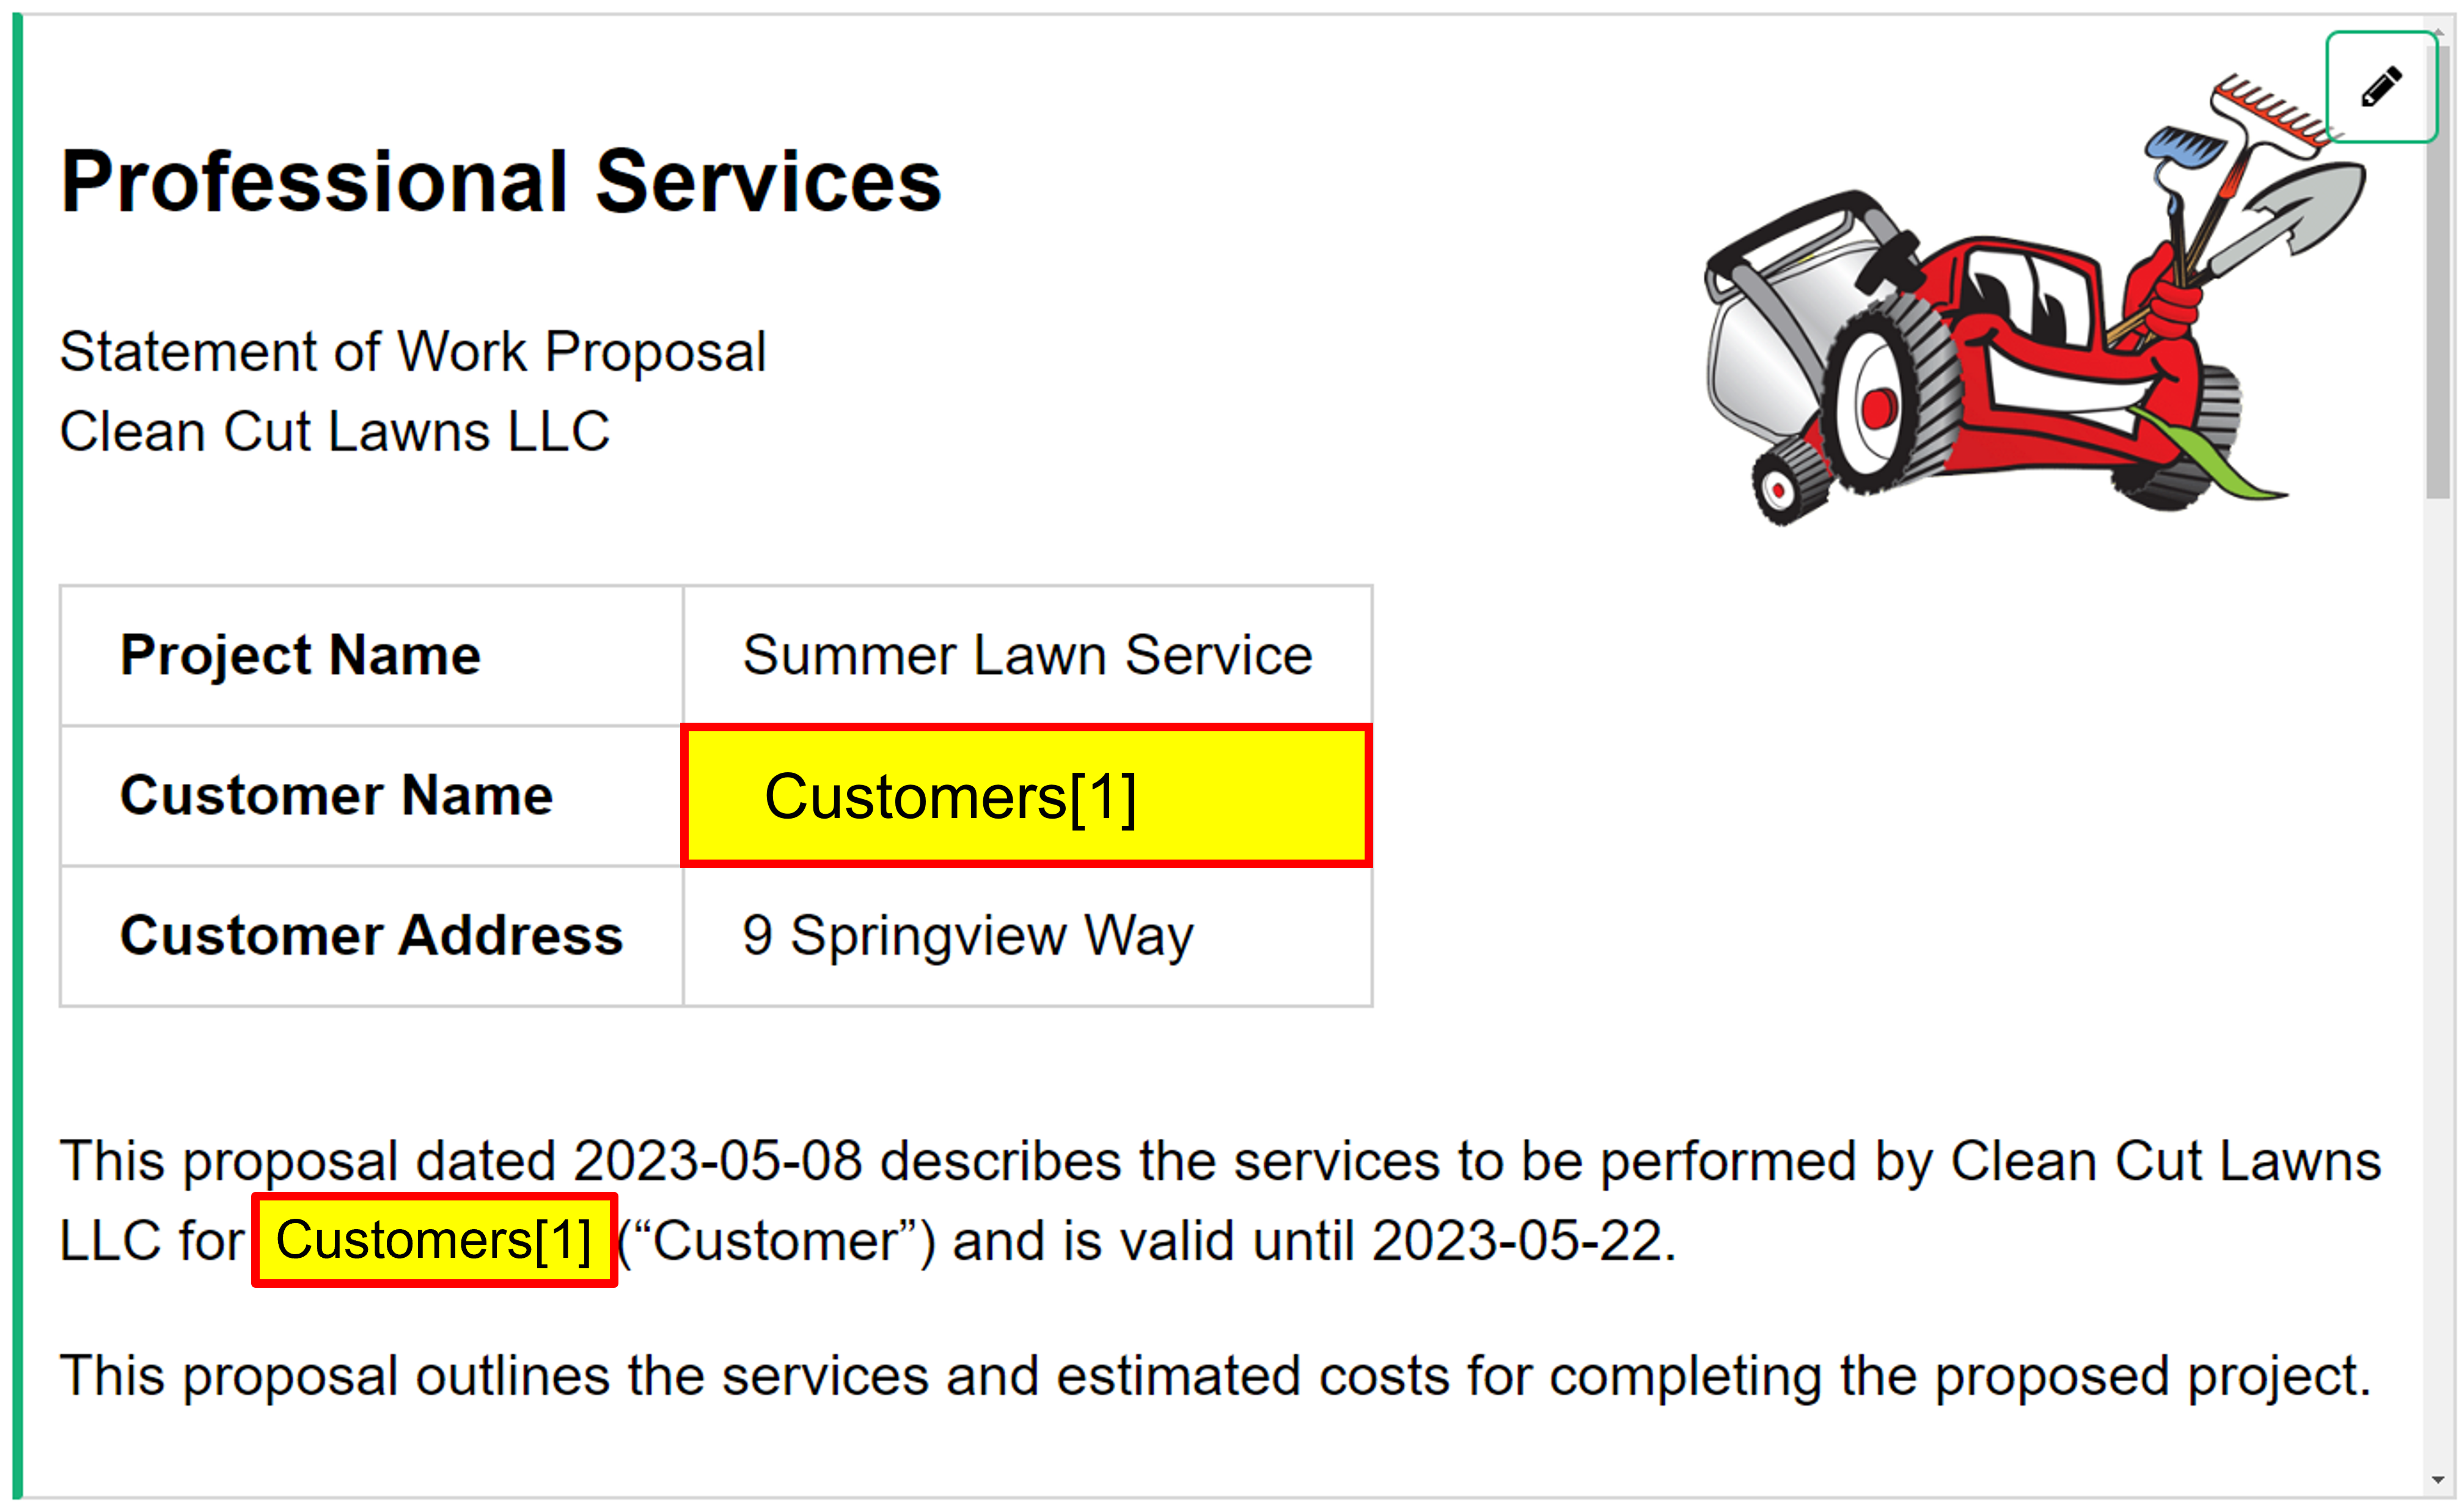 Professional Services
Statement of Work Proposal
Clean Cut Lawns LLC
Project Name Summer Lawn Service
Customer Name Customers[1]
Customer Address 9 Springview Way
This proposal dated 2023-05-08 describes the services to be performed by Clean Cut Lawns
LLC for Customers[1] (“Customer”) and is valid until 2023-05-22.
This proposal outlines the services and estimated costs for completing the proposed project.